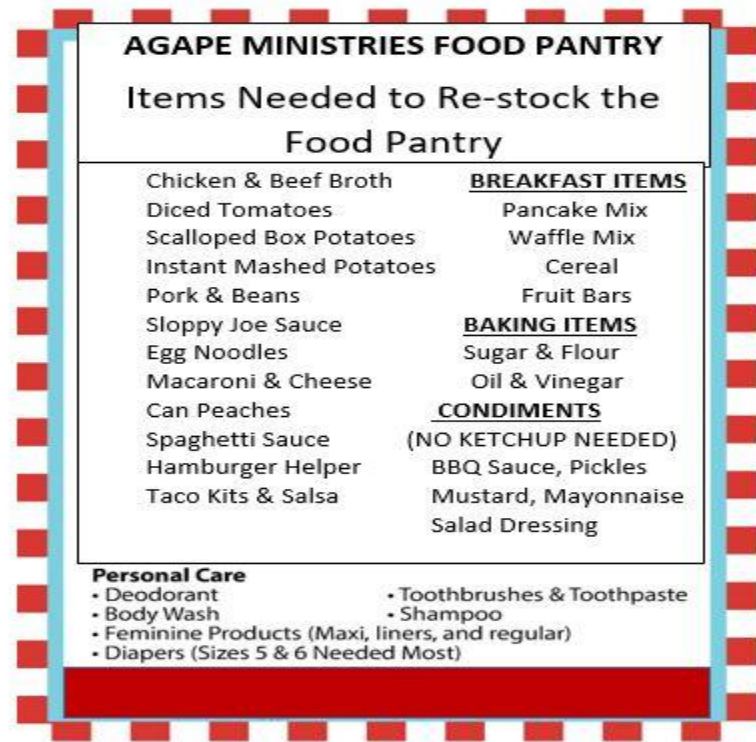 AGAPE MINISTRIES FOOD PANTRY
Items Needed to Re-stock the
Food Pantry
Chicken & Beef Broth
Diced Tomatoes
Scalloped Box Potatoes
Instant Mashed Potatoes
Pork & Beans
Sloppy Joe Sauce
Egg Noodles
Macaroni & Cheese
Can Peaches
Spaghetti Sauce
Hamburger Helper
Taco Kits & Salsa
BREAKFAST ITEMS
Pancake Mix
Waffle Mix
Cereal
Fruit Bars
BAKING ITEMS
Sugar & Flour
Oil & Vinegar
CONDIMENTS
(NO KETCHUP NEEDED)
BBQ Sauce, Pickles
Mustard, Mayonnaise
Salad Dressing
Personal Care
• Deodorant
• Toothbrushes & Toothpaste
• Body Wash
• Shampoo
• Feminine Products (Maxi, liners, and regular)
• Diapers (Sizes 5 & 6 Needed Most)